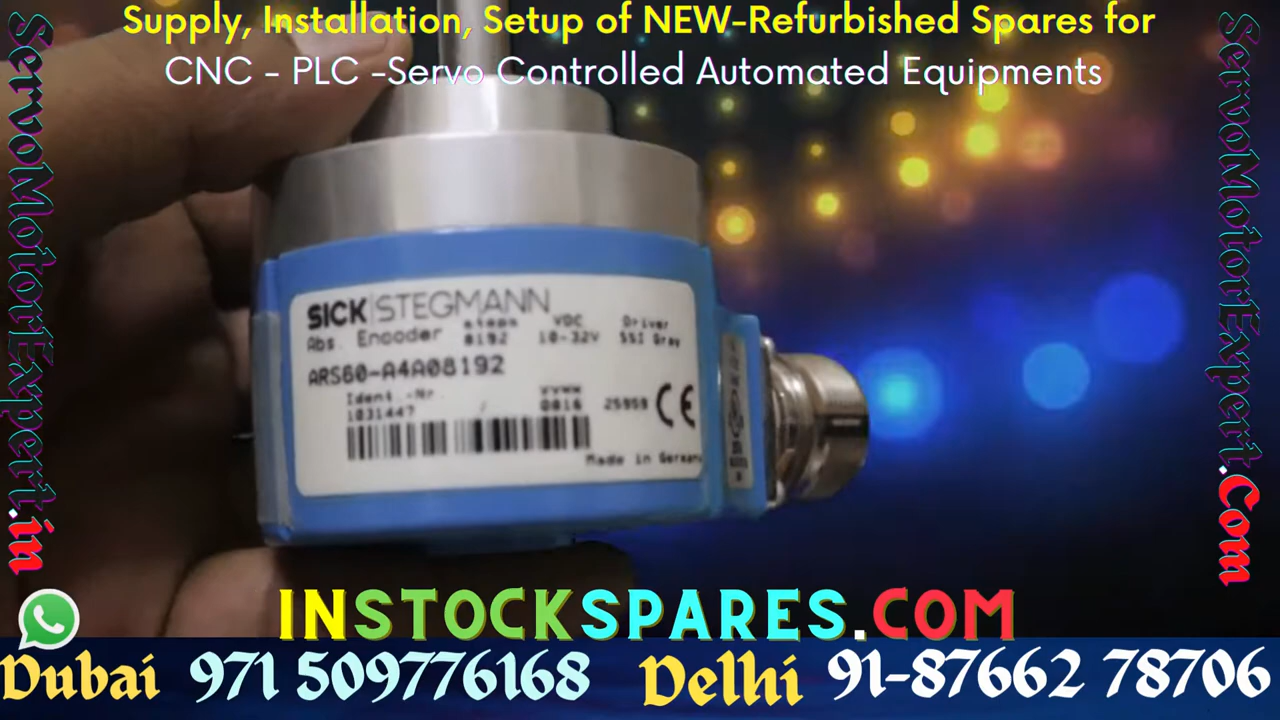 Supply, Installation, Setup of NEW-Refurbished Spares for
CNC - PLC -Servo Controlled Automated Equipments
ServoMotorExpert.in
ServoMotorExpert.Com
SICK|STEGMANN
Abs. Encoder steps VDC Driver
8192 10-32V SSI Gray
ARS60-A4A08192
Ident.-Nr. YYWW
1031447 / 0816 25959 CE
Made in Germany
INSTOCKSPARES.COM
Dubai 971 509776168 Delhi 91-87662 78706